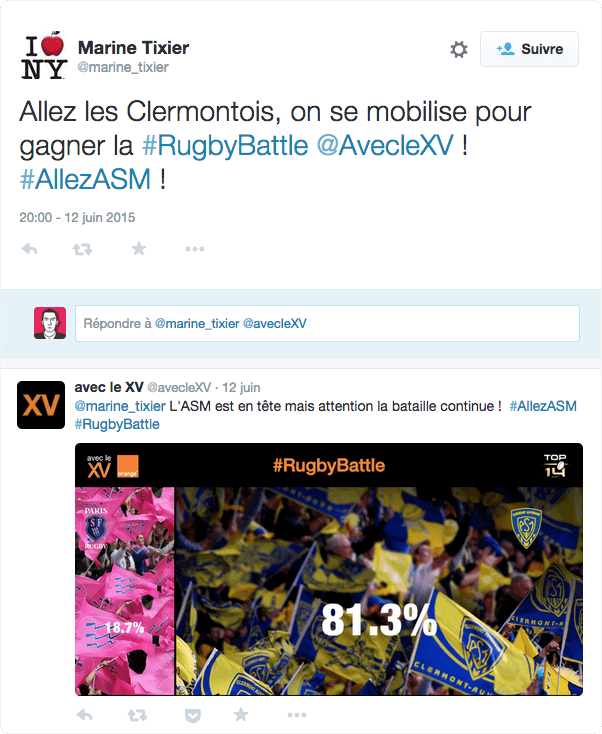 I NY
Marine Tixier
@marine_tixier
Suivre
Allez les Clermontois, on se mobilise pour
gagner la #RugbyBattle @AvecleXV !
#AllezASM !
20:00 - 12 juin 2015
Répondre à @marine_tixier @avecleXV
XV
avec le XV @avecleXV · 12 juin
@marine_tixier L'ASM est en tête mais attention la bataille continue ! #AllezASM
#RugbyBattle
avec le
XV
orange
#RugbyBattle
TOP
14
PARIS
SF
RUGBY
18.7%
81.3%
CLERMONT-AUVERGNE
ASM
CLERMONT-AUV
CLERMONT-A